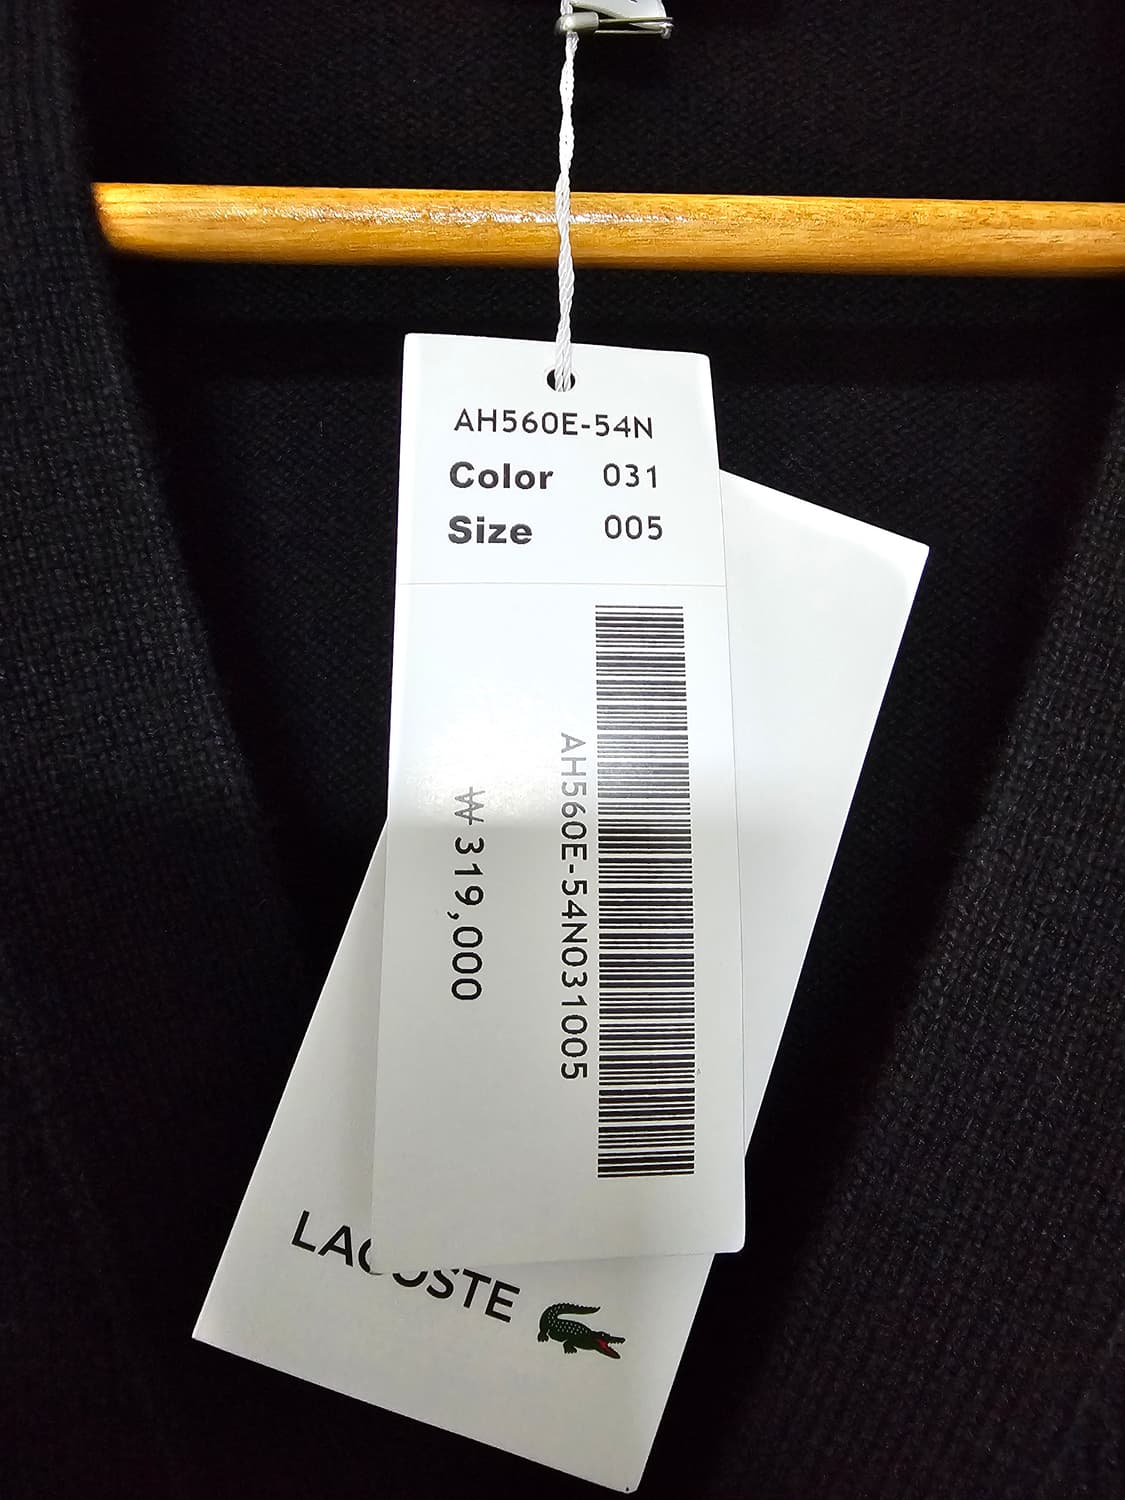 AH560E-54N
Color 031
Size 005
AH560E-54N031005
₩319,000
LACOSTE